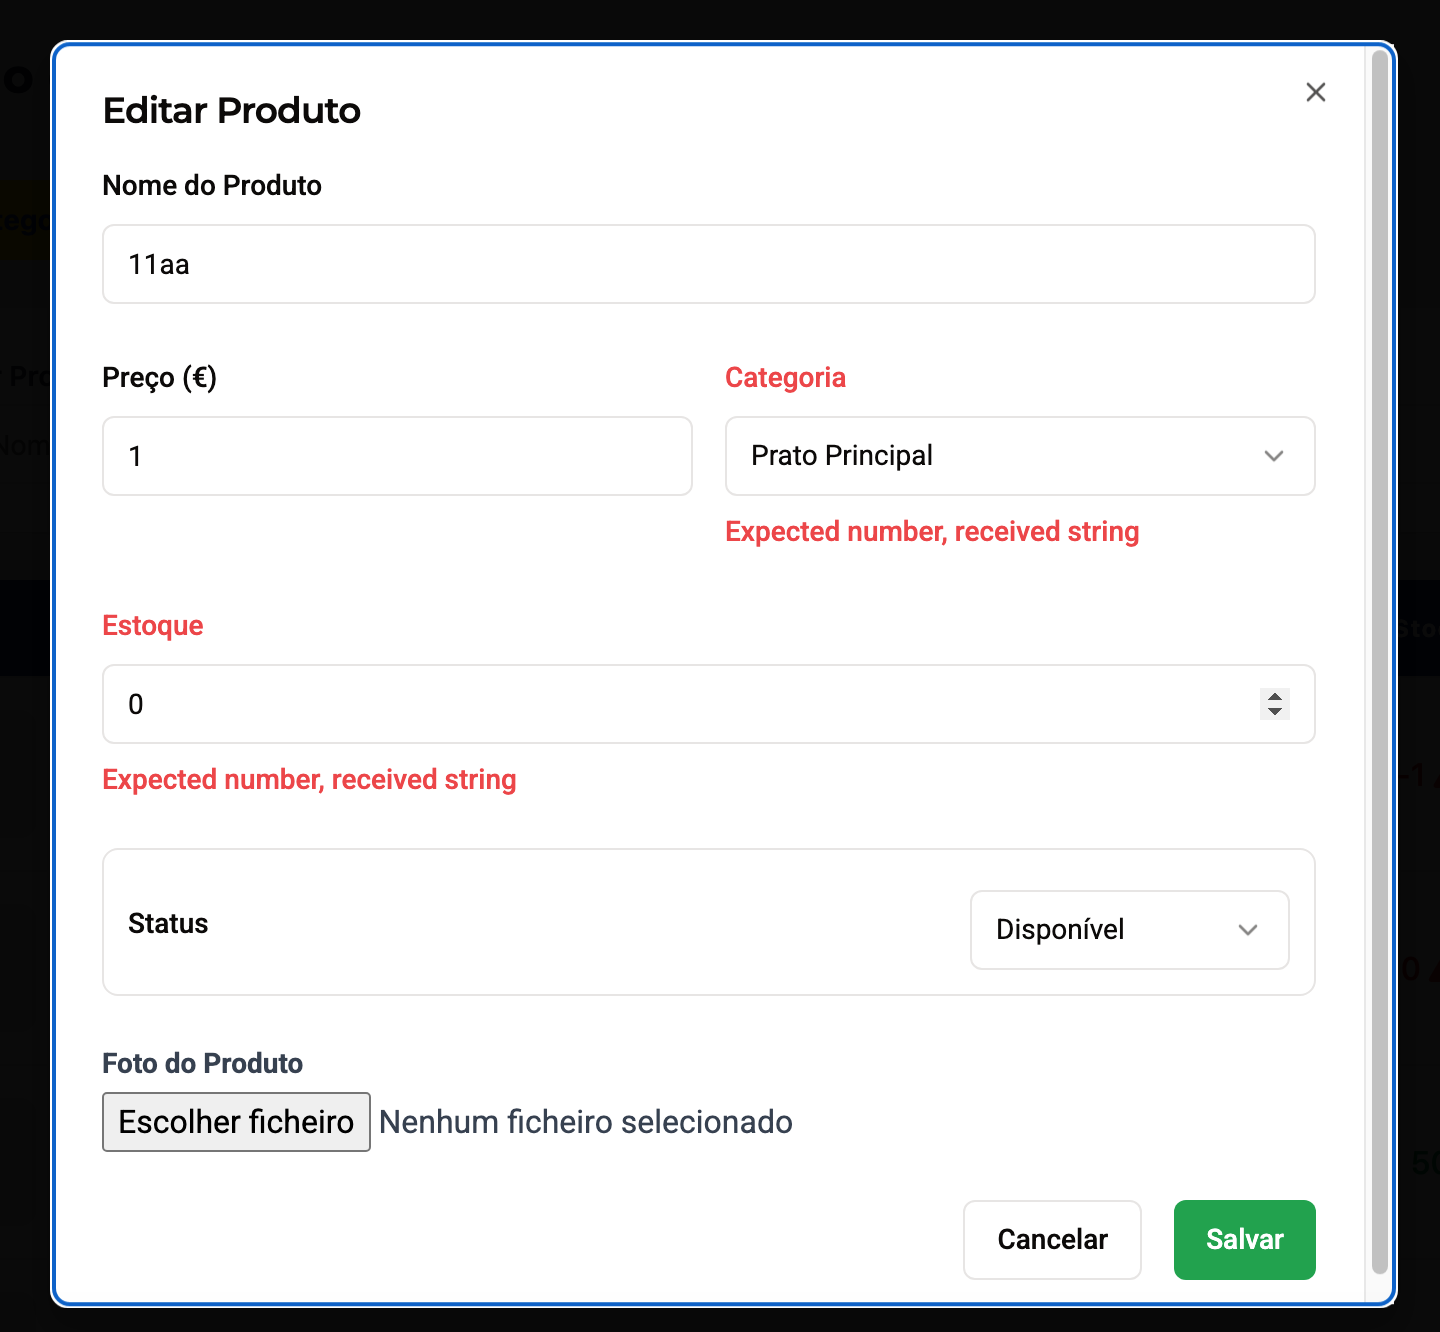 Editar Produto
Nome do Produto
11aa
Preço (€)
Categoria
1
Prato Principal
Expected number, received string
Estoque
0
Expected number, received string
Status
Disponível
Foto do Produto
Escolher ficheiro Nenhum ficheiro selecionado
Cancelar
Salvar